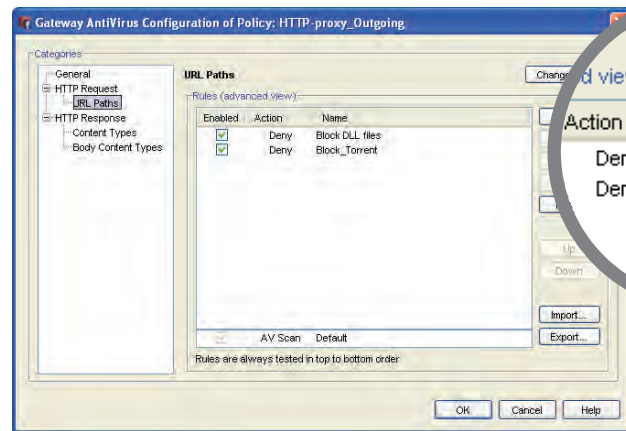 Gateway AntiVirus Configuration of Policy: HTTP-proxy_Outgoing
Categories
General
HTTP Request
URL Paths
HTTP Response
Content Types
Body Content Types
URL Paths
Change
Rules (advanced view)
Enabled Action Name
Deny Block DLL files
Deny Block_Torrent
AV Scan Default
Rules are always tested in top to bottom order
d vie
Action
Der
Der
Up
Down
Import...
Export...
OK Cancel Help